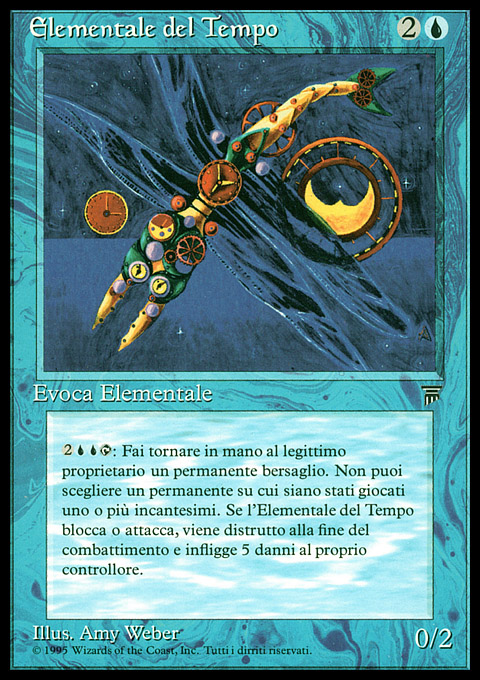 Elementale del Tempo 2
Evoca Elementale
2: Fai tornare in mano al legittimo
proprietario un permanente bersaglio. Non puoi
scegliere un permanente su cui siano stati giocati
uno o più incantesimi. Se l'Elementale del Tempo
blocca o attacca, viene distrutto alla fine del
combattimento e infligge 5 danni al proprio
controllore.
Illus. Amy Weber
0/2
© 1995 Wizards of the Coast, Inc. Tutti i diritti riservati.